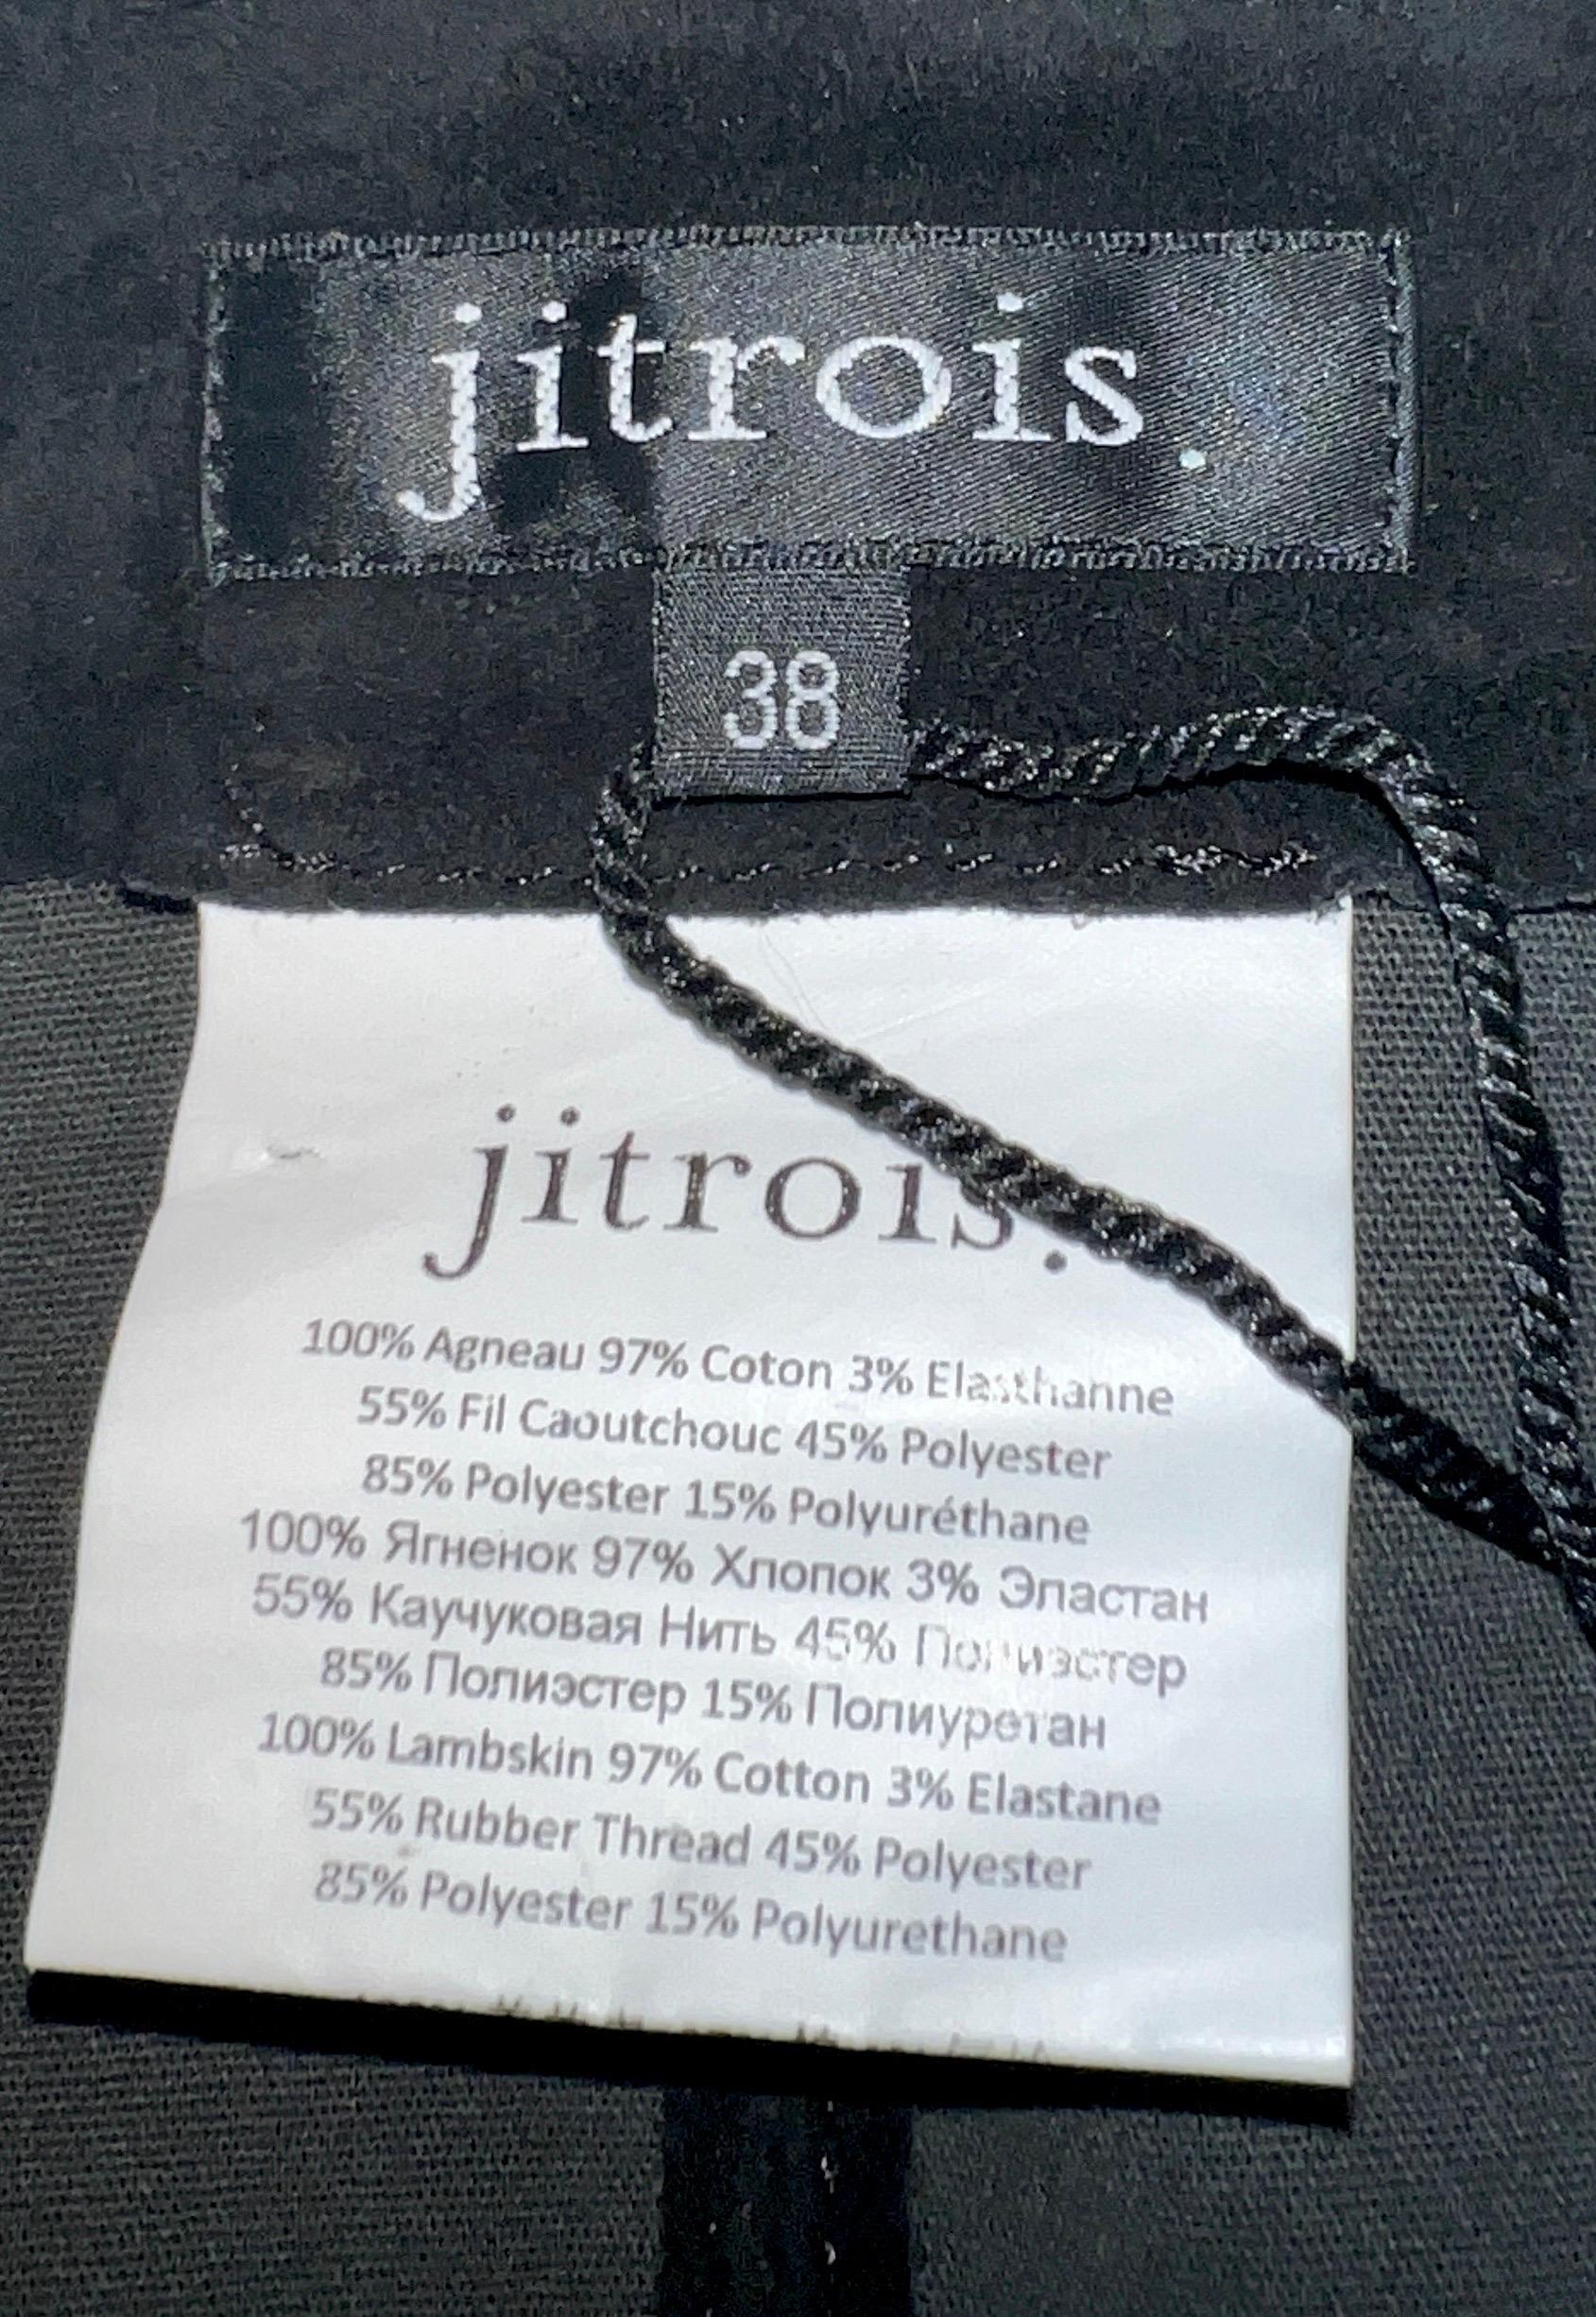 jitrois.
38
jitrois.
100% Agneau 97% Coton 3% Elasthanne
55% Fil Caoutchouc 45% Polyester
85% Polyester 15% Polyuréthane
100% Ягненок 97% Хлопок 3% Эластан
55% Каучуковая Нить 45% Полиэстер
85% Полиэстер 15% Полиуретан
100% Lambskin 97% Cotton 3% Elastane
55% Rubber Thread 45% Polyester
85% Polyester 15% Polyurethane